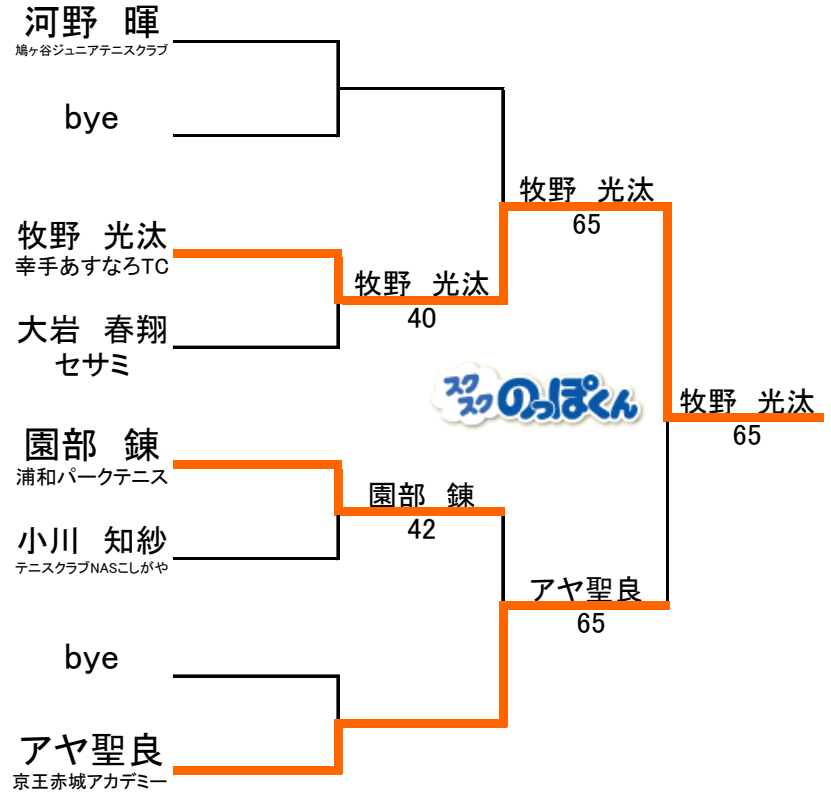 河野 暉
鳩ヶ谷ジュニアテニスクラブ
bye
牧野 光汰
幸手あすなろTC
大岩 春翔
セサミ
園部 錬
浦和パークテニス
小川 知紗
テニスクラブNASこしがや
bye
アヤ聖良
京王赤城アカデミー
牧野 光汰
40
園部 錬
42
牧野 光汰
65
アヤ聖良
65
スクスクのっぽくん
牧野 光汰
65